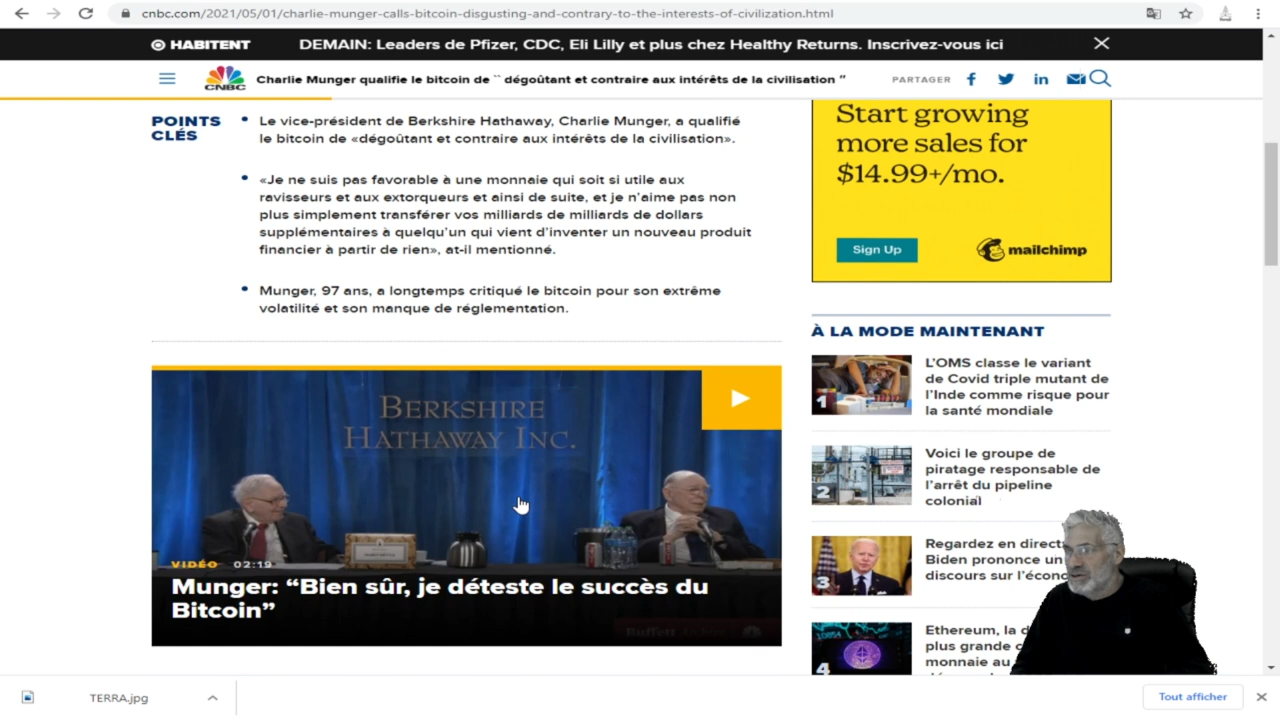 cnbc.com/2021/05/01/charlie-munger-calls-bitcoin-disgusting-and-contrary-to-the-interests-of-civilization.html
HABITENT
DEMAIN: Leaders de Pfizer, CDC, Eli Lilly et plus chez Healthy Returns. Inscrivez-vous ici
CNBC
Charlie Munger qualifie le bitcoin de `` dégoûtant et contraire aux intérêts de la civilisation ''
PARTAGER
POINTS
CLÉS
Le vice-président de Berkshire Hathaway, Charlie Munger, a qualifié
le bitcoin de «dégoûtant et contraire aux intérêts de la civilisation».
«Je ne suis pas favorable à une monnaie qui soit si utile aux
ravisseurs et aux extorqueurs et ainsi de suite, et je n'aime pas non
plus simplement transférer vos milliards de milliards de dollars
supplémentaires à quelqu'un qui vient d'inventer un nouveau produit
financier à partir de rien», at-il mentionné.
Munger, 97 ans, a longtemps critiqué le bitcoin pour son extrême
volatilité et son manque de réglementation.
BERKSHIRE
HATHAWAY INC.
VIDÉO 02:19
Munger: “Bien sûr, je déteste le succès du
Bitcoin”
Start growing
more sales for
$14.99+/mo.
Sign Up
mailchimp
À LA MODE MAINTENANT
1
L'OMS classe le variant
de Covid triple mutant de
l'Inde comme risque pour
la santé mondiale
2
Voici le groupe de
piratage responsable de
l'arrêt du pipeline
colonial
3
Regardez en direct
Biden prononce un
discours sur l'écono
4
Ethereum, la d
plus grande c
monnaie au
TERRA.jpg
Tout afficher